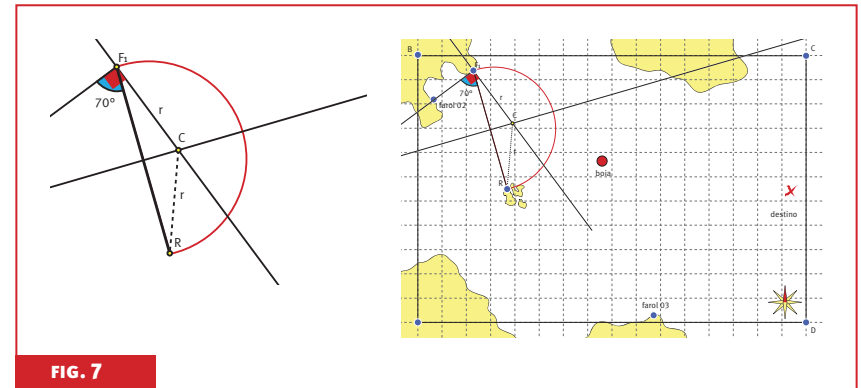 F₁
70°
r
C
r
R
B
C
F₁
70°
farol 02
r
C
r
R
boia
destino
farol 03
D
FIG. 7